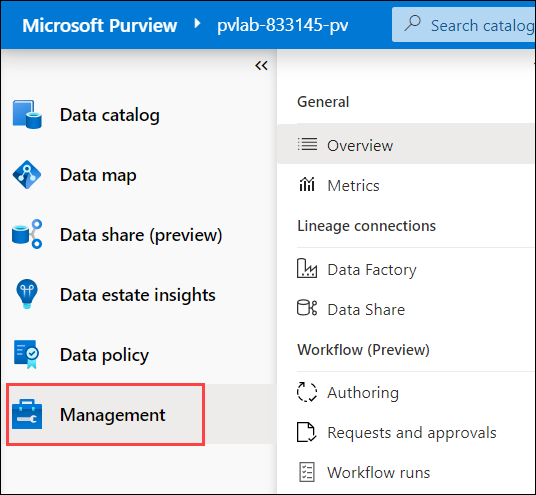 Microsoft Purview pvlab-833145-pv Search catalog
Data catalog
Data map
Data share (preview)
Data estate insights
Data policy
Management
General
Overview
Metrics
Lineage connections
Data Factory
Data Share
Workflow (Preview)
Authoring
Requests and approvals
Workflow runs